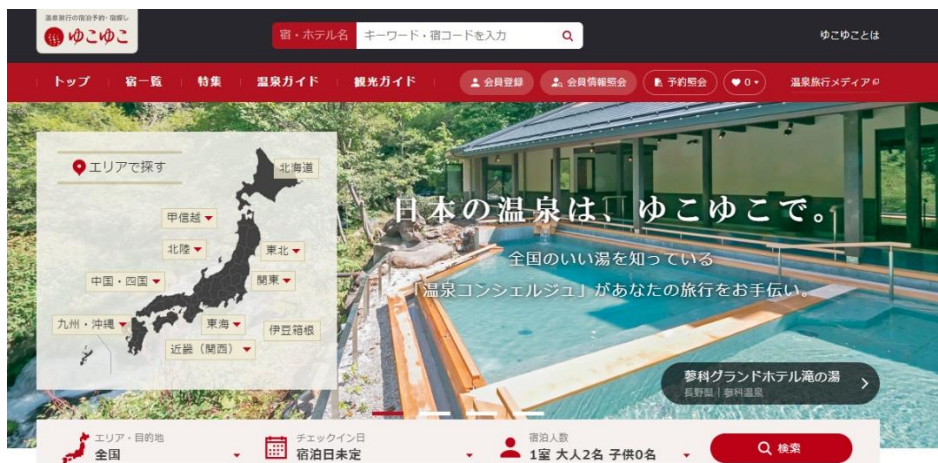 温泉旅行の宿泊予約・宿探し
ゆこゆこ
宿・ホテル名
キーワード・宿コードを入力
ゆこゆことは
トップ
宿一覧
特集
温泉ガイド
観光ガイド
会員登録
会員情報照会
予約照会
0
温泉旅行メディア
エリアで探す
北海道
甲信越
北陸
東北
中国・四国
関東
九州・沖縄
東海
伊豆箱根
近畿（関西）
日本の温泉は、ゆこゆこで。
全国のいい湯を知っている
「温泉コンシェルジュ」があなたの旅行をお手伝い。
蓼科グランドホテル滝の湯
長野県｜蓼科温泉
エリア・目的地
全国
チェックイン日
宿泊日未定
宿泊人数
1室 大人2名 子供0名
検索